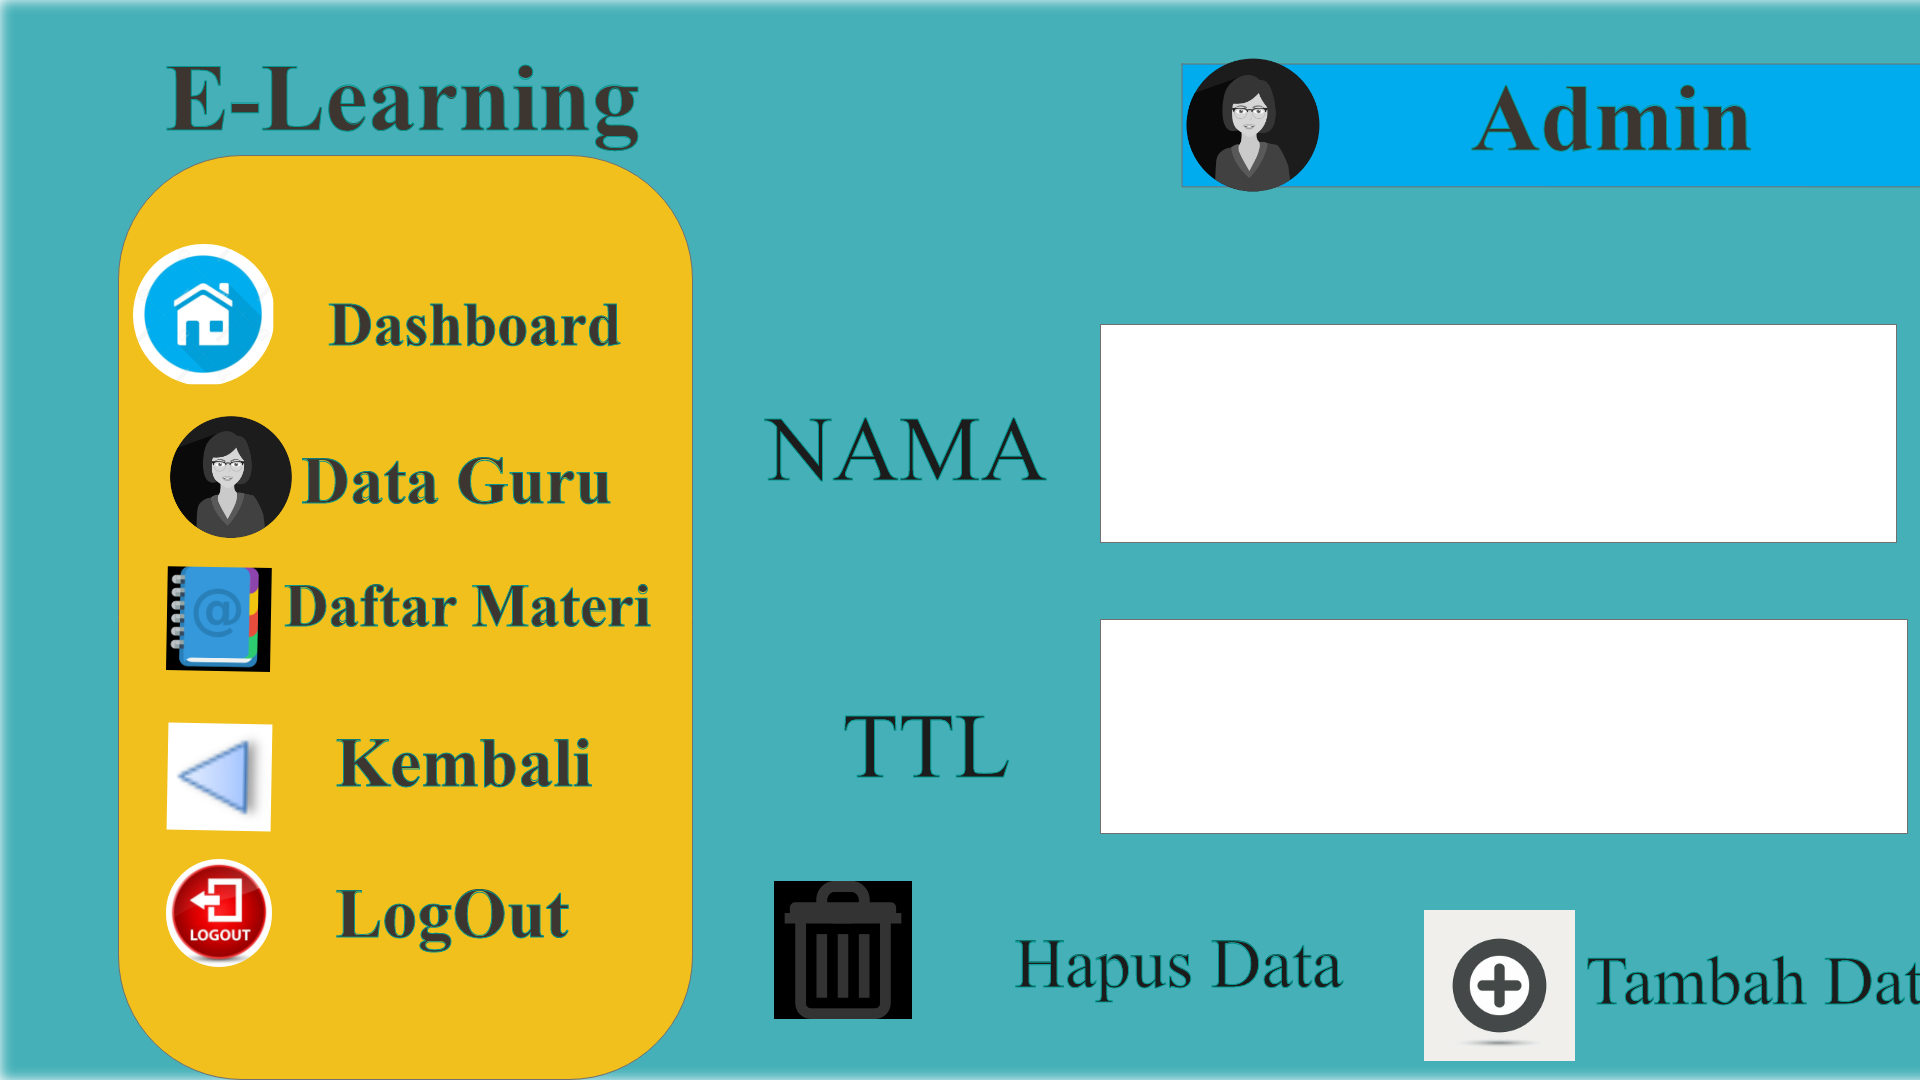 E-Learning
Admin
Dashboard
Data Guru
Daftar Materi
Kembali
LOGOUT
LogOut
NAMA
TTL
Hapus Data
Tambah Dat